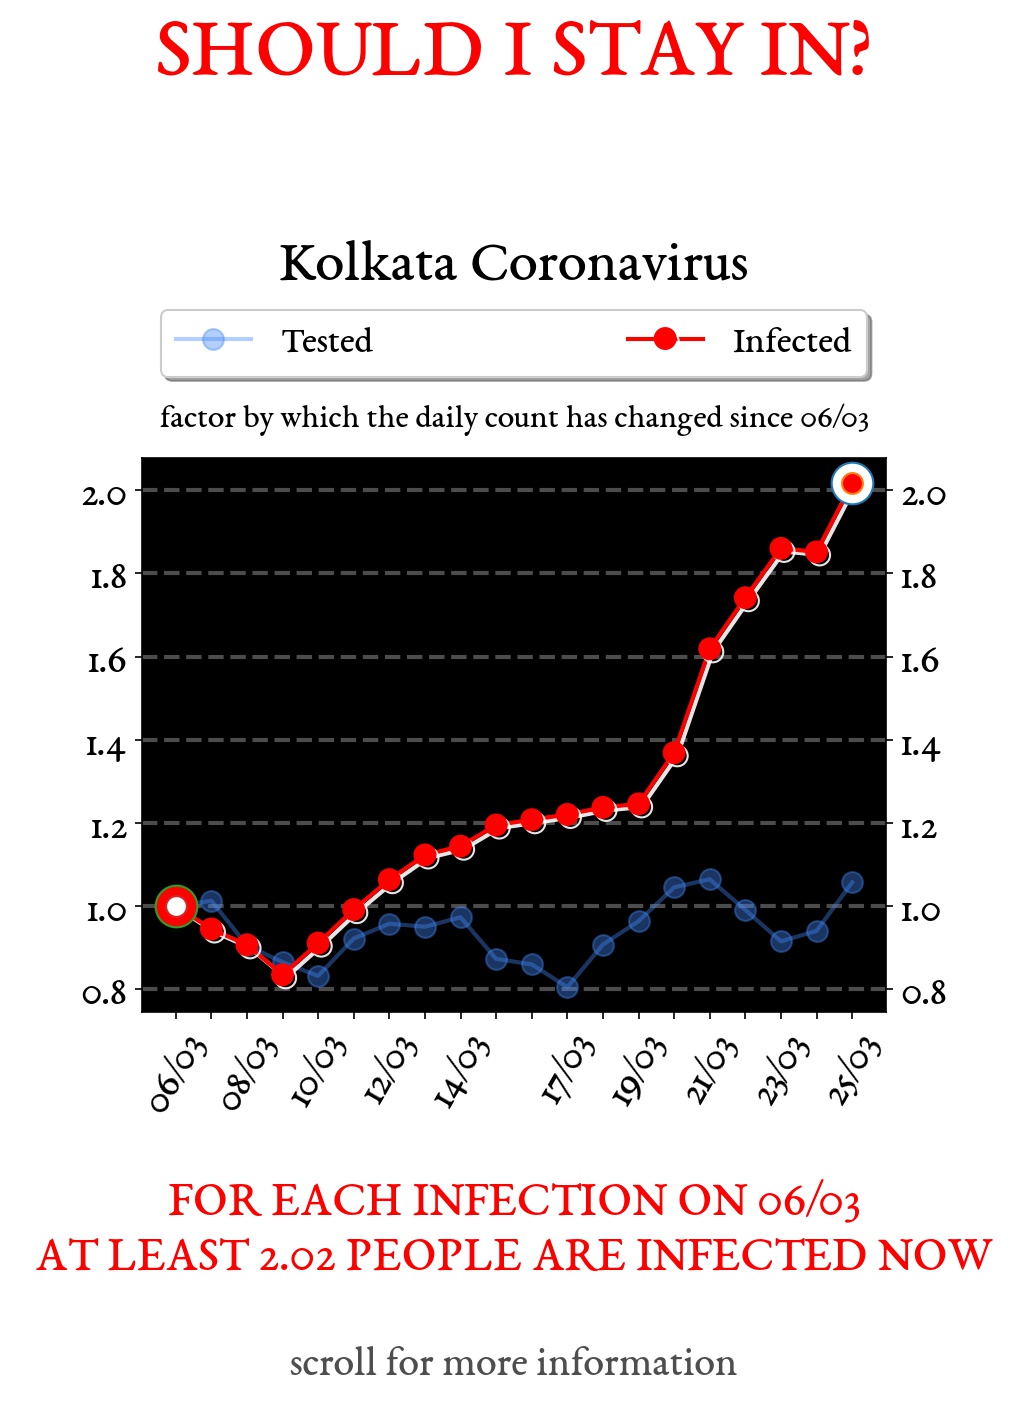 SHOULD I STAY IN?
Kolkata Coronavirus
Tested Infected
factor by which the daily count has changed since 06/03
2.0 2.0
1.8 1.8
1.6 1.6
1.4 1.4
1.2 1.2
1.0 1.0
0.8 0.8
06/03 08/03 10/03 12/03 14/03 17/03 19/03 21/03 23/03 25/03
FOR EACH INFECTION ON 06/03
AT LEAST 2.02 PEOPLE ARE INFECTED NOW
scroll for more information